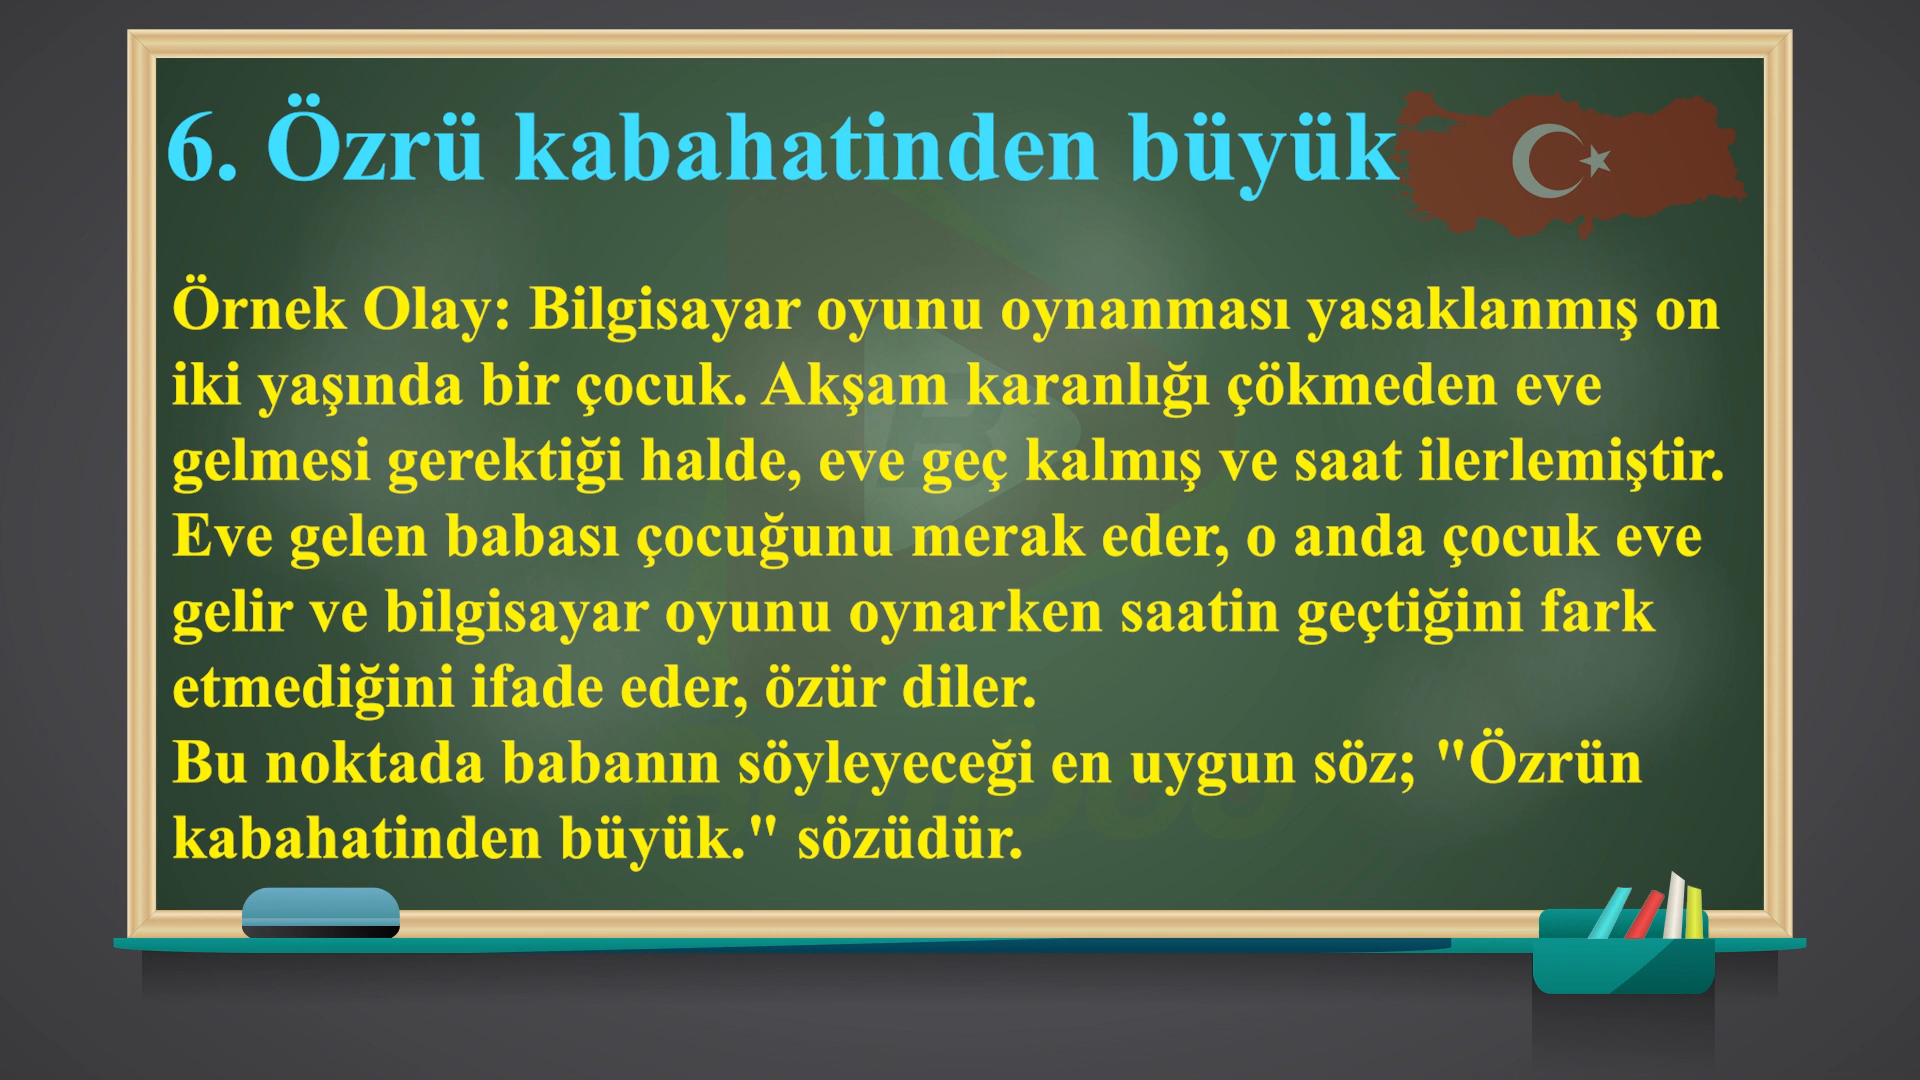 6. Özrü kabahatinden büyük
Örnek Olay: Bilgisayar oyunu oynanması yasaklanmış on
iki yaşında bir çocuk. Akşam karanlığı çökmeden eve
gelmesi gerektiği halde, eve geç kalmış ve saat ilerlemiştir.
Eve gelen babası çocuğunu merak eder, o anda çocuk eve
gelir ve bilgisayar oyunu oynarken saatin geçtiğini fark
etmediğini ifade eder, özür diler.
Bu noktada babanın söyleyeceği en uygun söz; "Özrün
kabahatinden büyük." sözüdür.